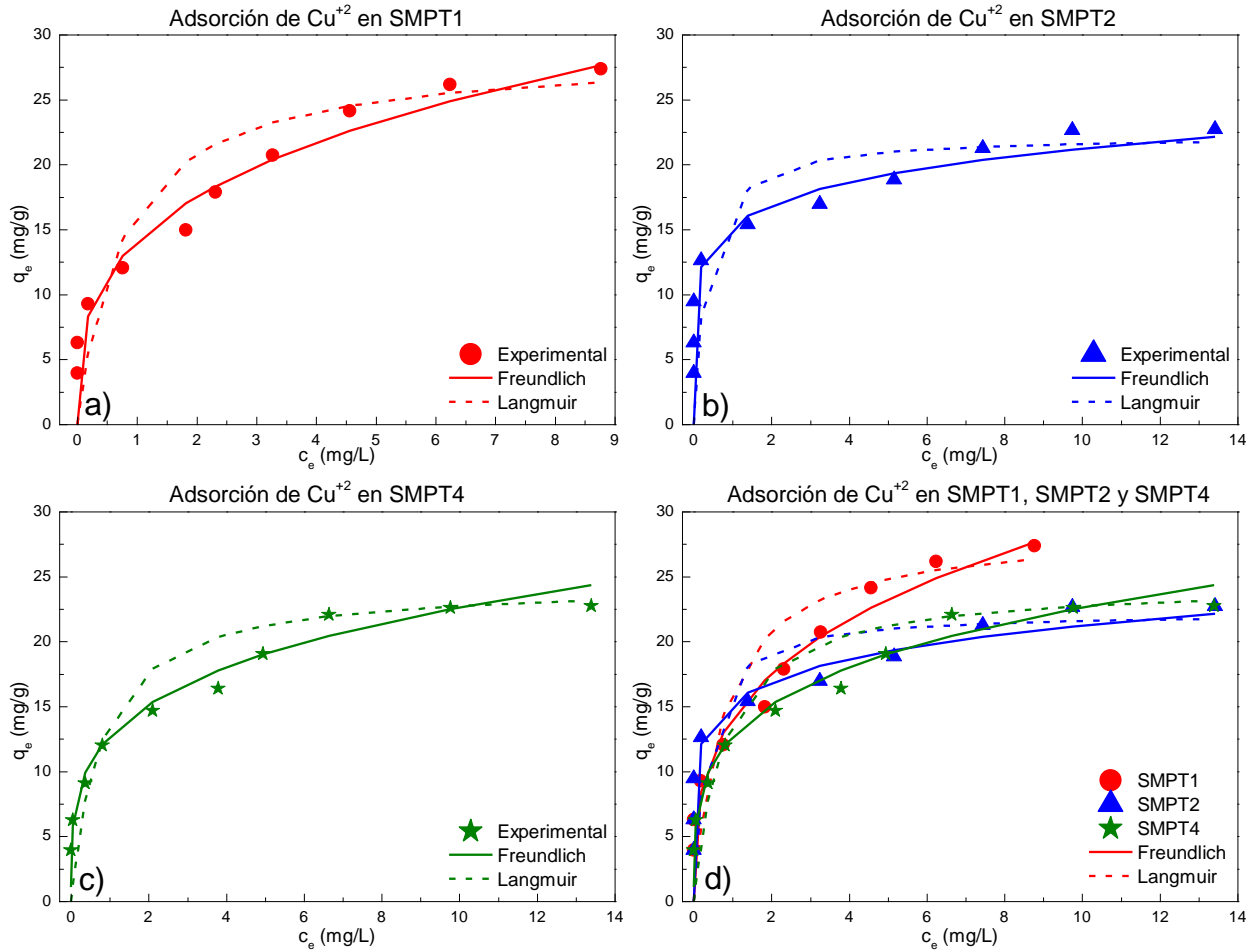 Adsorción de Cu+2 en SMPT1
30
25
20
15
10
5
0
qe (mg/g)
Experimental
Freundlich
Langmuir
a)
0 1 2 3 4 5 6 7 8 9
ce (mg/L)
Adsorción de Cu+2 en SMPT2
30
25
20
15
10
5
0
qe (mg/g)
Experimental
Freundlich
Langmuir
b)
0 2 4 6 8 10 12 14
ce (mg/L)
Adsorción de Cu+2 en SMPT4
30
25
20
15
10
5
0
qe (mg/g)
Experimental
Freundlich
Langmuir
c)
0 2 4 6 8 10 12 14
ce (mg/L)
Adsorción de Cu+2 en SMPT1, SMPT2 y SMPT4
30
25
20
15
10
5
0
qe (mg/g)
SMPT1
SMPT2
SMPT4
Freundlich
Langmuir
d)
0 2 4 6 8 10 12 14
ce (mg/L)